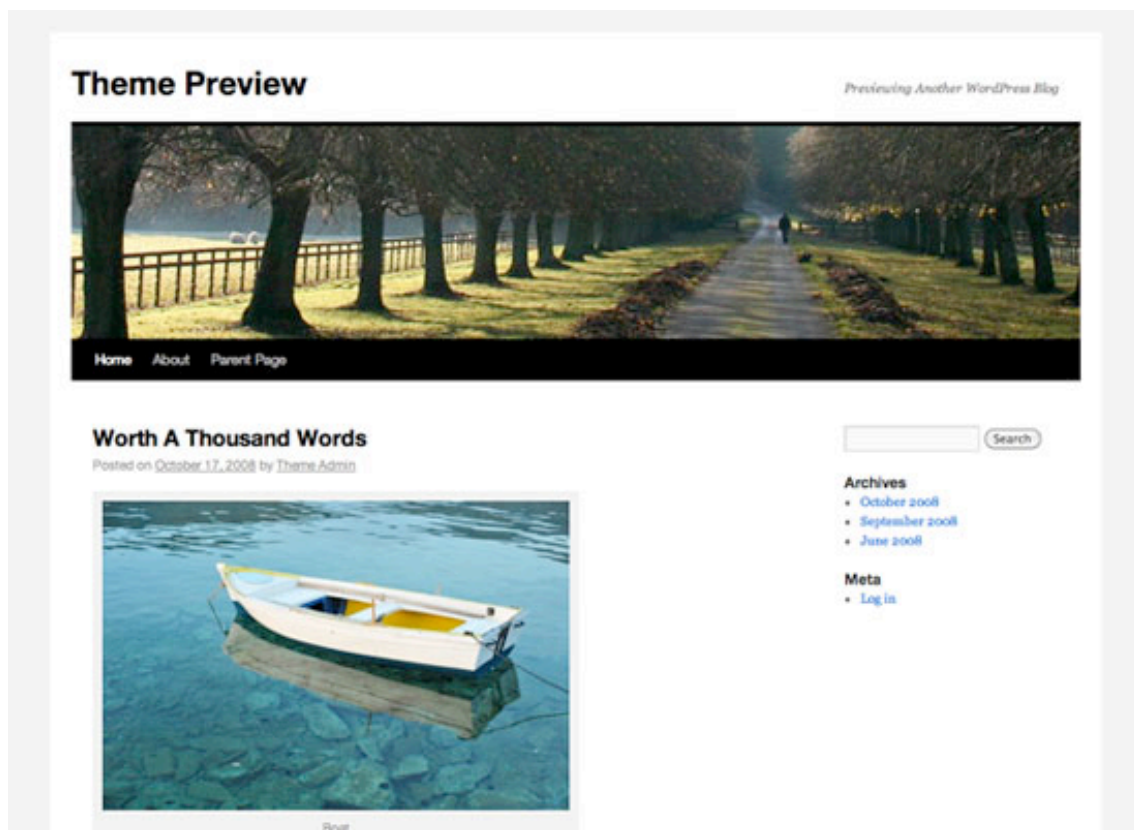 Theme Preview
Previewing Another WordPress Blog
Home About Parent Page
Worth A Thousand Words
Posted on October 17, 2008 by Theme Admin
Search
Archives
• October 2008
• September 2008
• June 2008
Meta
• Log in
Boat